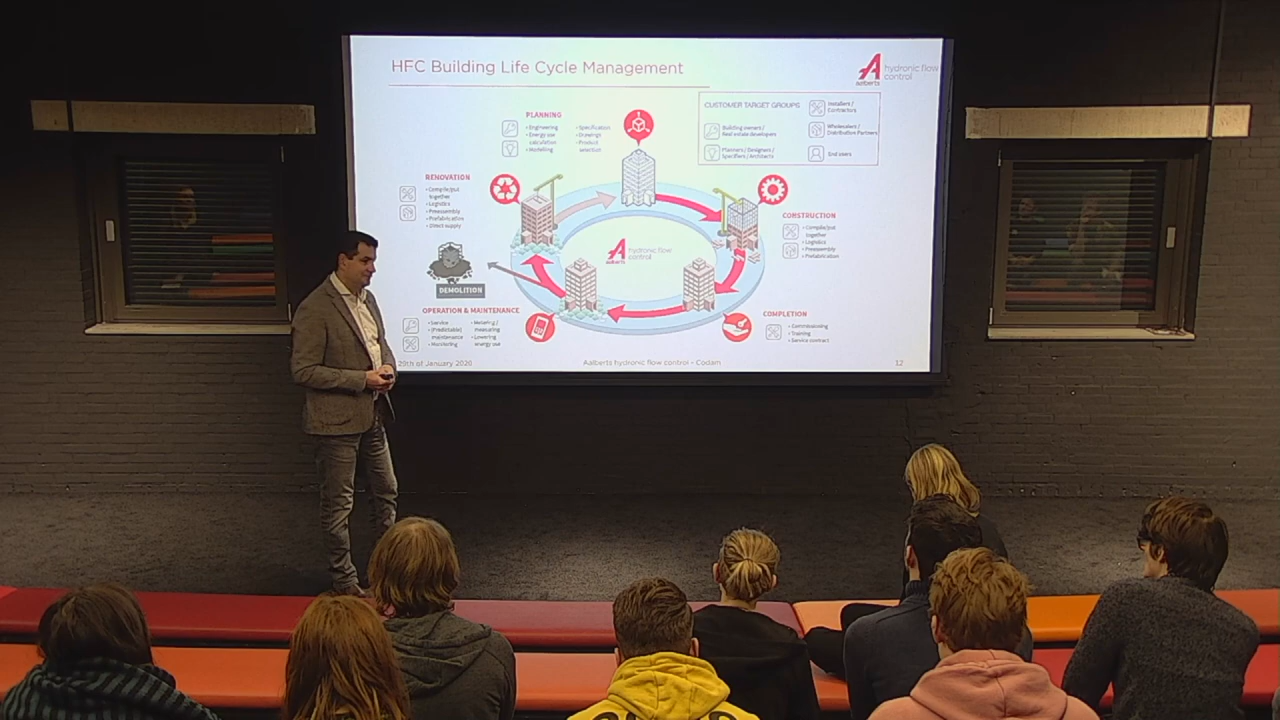 HFC Building Life Cycle Management
aalberts
hydronic flow
control
CUSTOMER TARGET GROUPS
Installers /
Contractors
Building owners /
Real estate developers
Wholesalers /
Distribution Partners
Planners / Designers /
Specifiers / Architects
End users
PLANNING
• Engineering
• Energy use
calculation
• Modelling
• Specification
• Drawings
• Product
selection
RENOVATION
• Compile/put
together
• Logistics
• Preassembly
• Prefabrication
• Direct supply
CONSTRUCTION
• Compile/put
together
• Logistics
• Preassembly
• Prefabrication
aalberts
hydronic flow
control
DEMOLITION
OPERATION & MAINTENANCE
• Service
• (Predictable)
maintenance
• Monitoring
• Metering /
measuring
• Lowering
energy use
COMPLETION
• Commissioning
• Training
• Service contract
29th of January 2026
Aalberts hydronic flow control - Codam